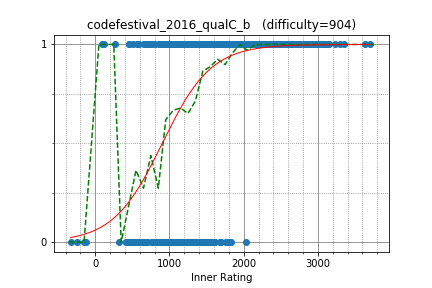 codefestival_2016_qualC_b (difficulty=904)
1
0
0 1000 2000 3000
Inner Rating